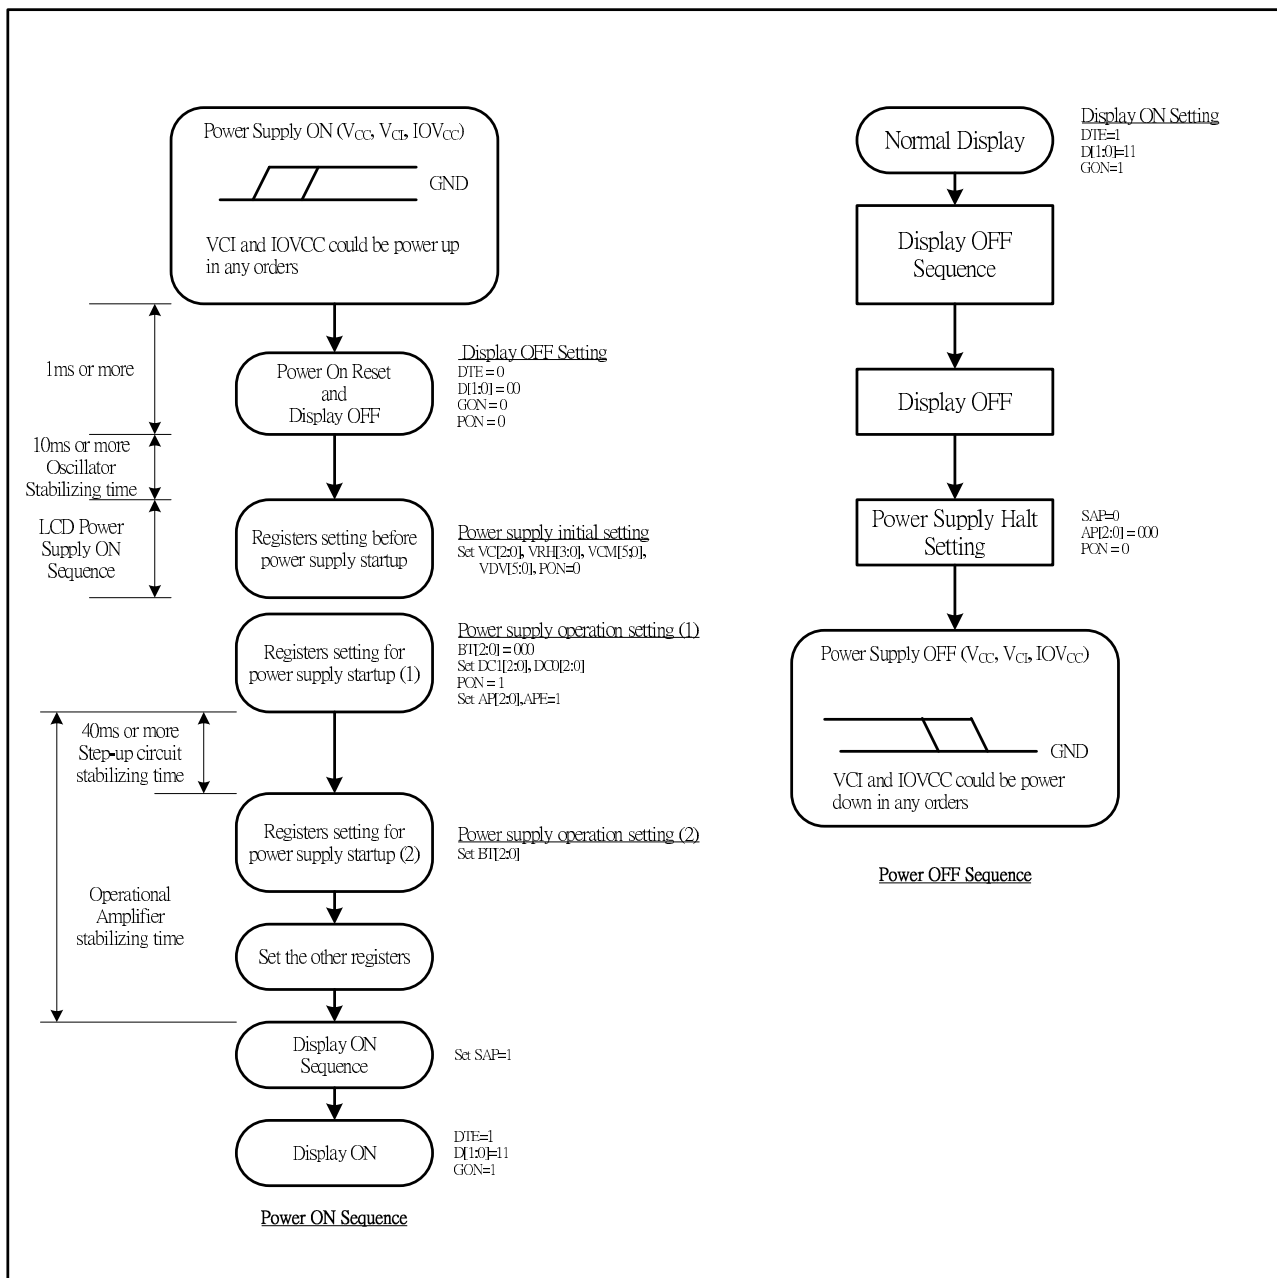 Power Supply ON (VCC, VCI, IOVCC)
GND
VCI and IOVCC could be power up
in any orders
1ms or more
Power On Reset
and
Display OFF
Display OFF Setting
DTE = 0
D[1:0] = 00
GON = 0
PON = 0
10ms or more
Oscillator
Stabilizing time
LCD Power
Supply ON
Sequence
Registers setting before
power supply startup
Power supply initial setting
Set VC[2:0], VRH[3:0], VCM[5:0],
VDV[5:0], PON=0
Registers setting for
power supply startup (1)
Power supply operation setting (1)
BT[2:0] = 000
Set DC1[2:0], DC0[2:0]
PON = 1
Set AP[2:0],APE=1
40ms or more
Step-up circuit
stabilizing time
Registers setting for
power supply startup (2)
Power supply operation setting (2)
Set BT[2:0]
Operational
Amplifier
stabilizing time
Set the other registers
Display ON
Sequence
Set SAP=1
Display ON
DTE=1
D[1:0]=11
GON=1
Power ON Sequence
Normal Display
Display ON Setting
DTE=1
D[1:0]=11
GON=1
Display OFF
Sequence
Display OFF
Power Supply Halt
Setting
SAP=0
AP[2:0] = 000
PON = 0
Power Supply OFF (VCC, VCI, IOVCC)
GND
VCI and IOVCC could be power
down in any orders
Power OFF Sequence